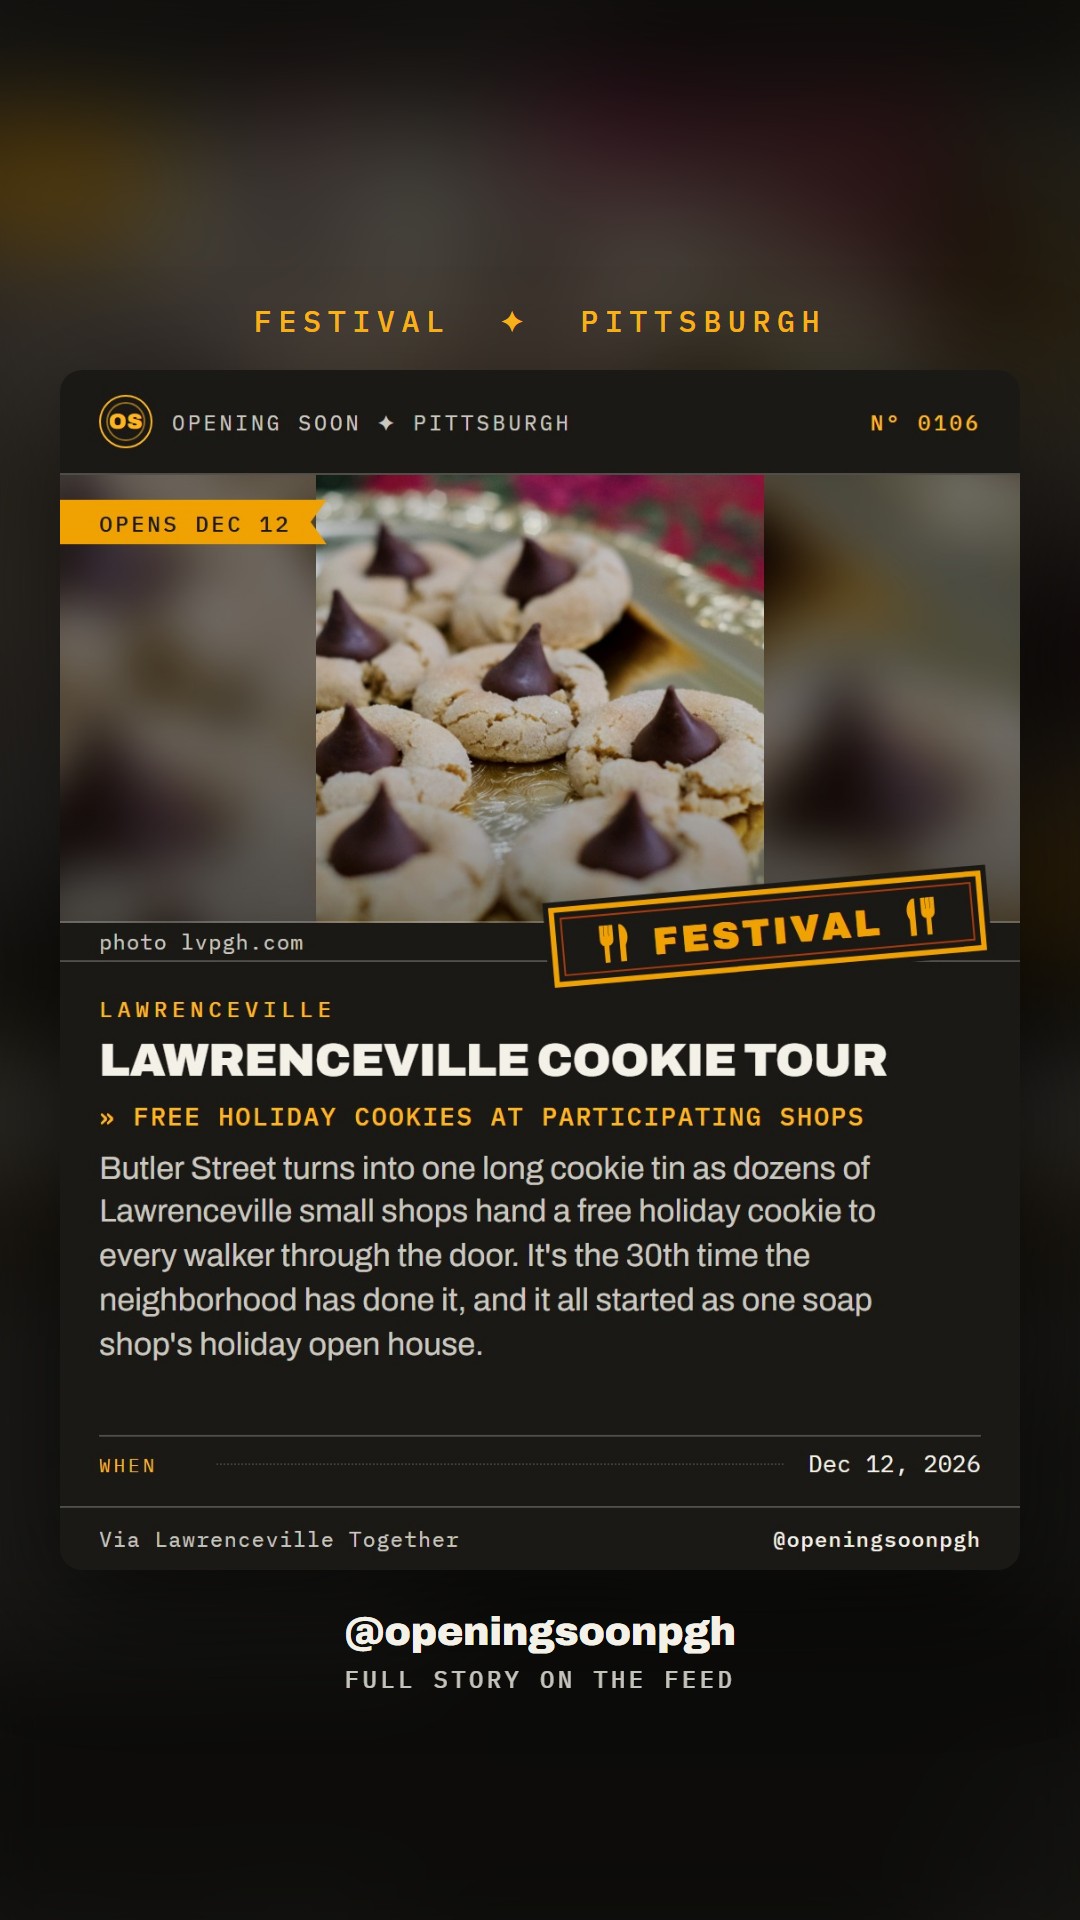 FESTIVAL ✦ PITTSBURGH
OS OPENING SOON ✦ PITTSBURGH N° 0106
OPENS DEC 12
FESTIVAL
photo lvpgh.com
LAWRENCEVILLE
LAWRENCEVILLE COOKIE TOUR
» FREE HOLIDAY COOKIES AT PARTICIPATING SHOPS
Butler Street turns into one long cookie tin as dozens of
Lawrenceville small shops hand a free holiday cookie to
every walker through the door. It's the 30th time the
neighborhood has done it, and it all started as one soap
shop's holiday open house.
WHEN Dec 12, 2026
Via Lawrenceville Together @openingsoonpgh
@openingsoonpgh
FULL STORY ON THE FEED